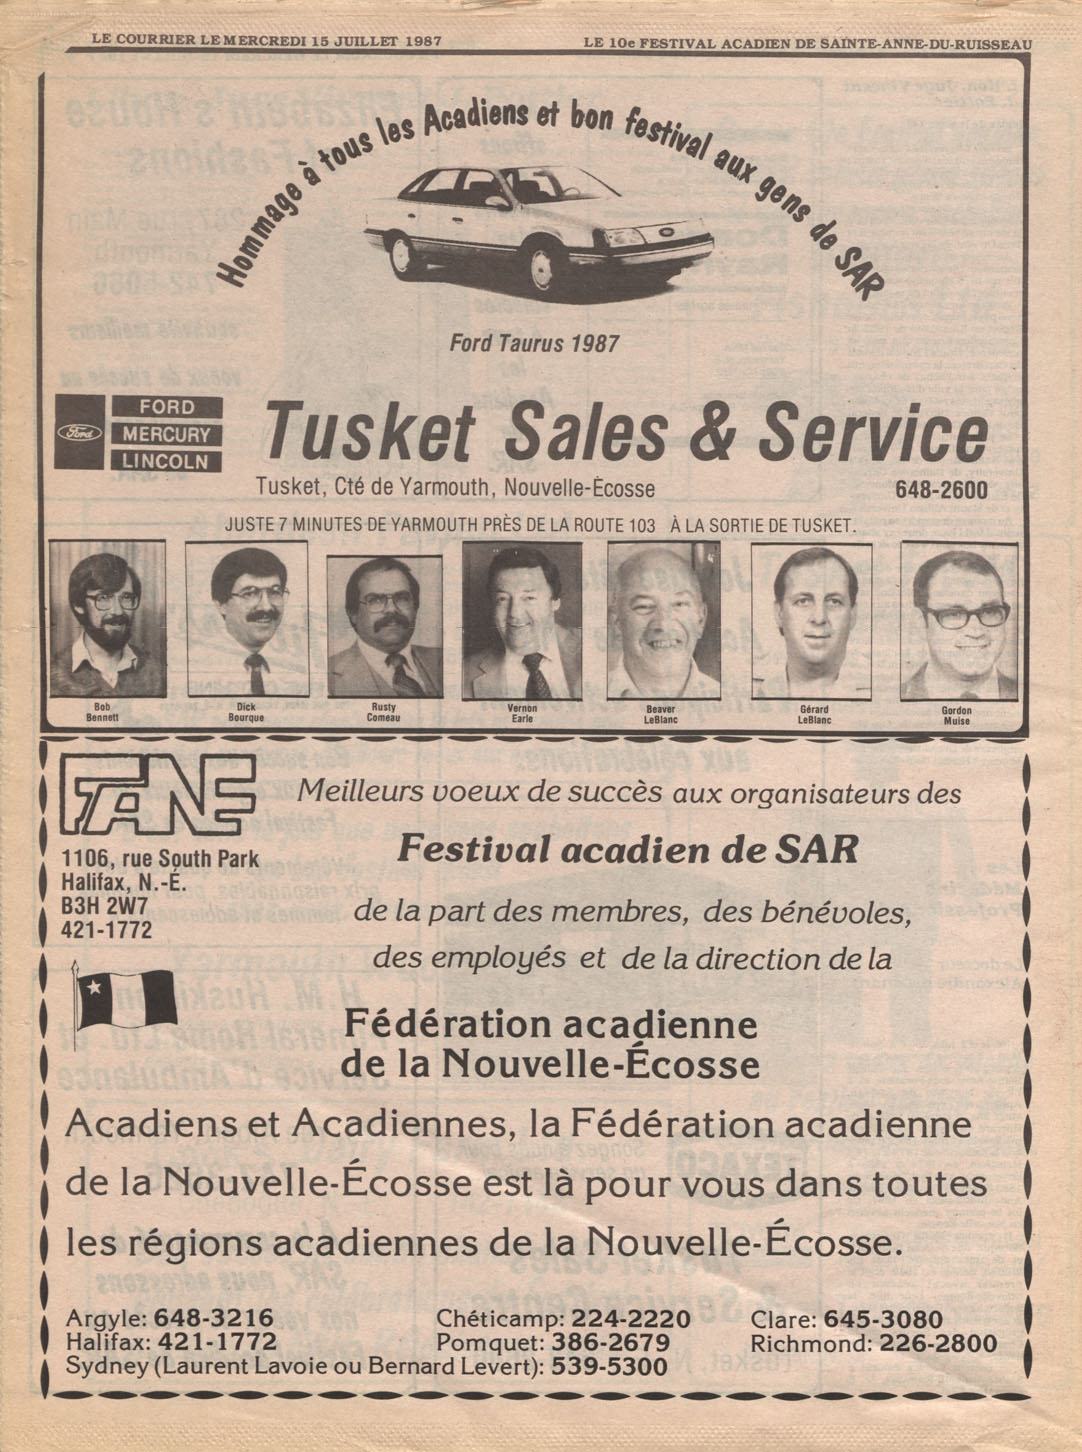 LE COURRIER LE MERCREDI 15 JUILLET 1987
LE 10e FESTIVAL ACADIEN DE SAINTE-ANNE-DU-RUISSEAU
Hommage à tous les Acadiens et bon festival aux gens de SAR
Ford Taurus 1987
Ford
FORD
MERCURY
LINCOLN
Tusket Sales & Service
Tusket, Cté de Yarmouth, Nouvelle-Écosse
648-2600
JUSTE 7 MINUTES DE YARMOUTH PRÈS DE LA ROUTE 103 À LA SORTIE DE TUSKET.
Bob
Bennett
Dick
Bourque
Rusty
Comeau
Vernon
Earle
Beaver
LeBlanc
Gérard
LeBlanc
Gordon
Muise
FANE
1106, rue South Park
Halifax, N.-É.
B3H 2W7
421-1772
Meilleurs voeux de succès aux organisateurs des
Festival acadien de SAR
de la part des membres, des bénévoles,
des employés et de la direction de la
Fédération acadienne
de la Nouvelle-Écosse
Acadiens et Acadiennes, la Fédération acadienne
de la Nouvelle-Écosse est là pour vous dans toutes
les régions acadiennes de la Nouvelle-Écosse.
Argyle: 648-3216
Halifax: 421-1772
Sydney (Laurent Lavoie ou Bernard Levert): 539-5300
Chéticamp: 224-2220
Pomquet: 386-2679
Clare: 645-3080
Richmond: 226-2800